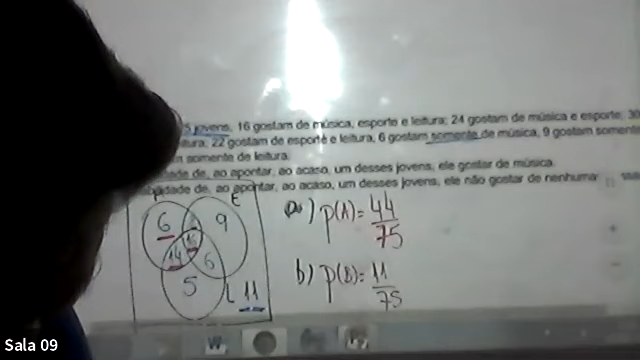 jovens, 16 gostam de música, esporte e leitura; 24 gostam de música e esporte; 30
22 gostam de esporte e leitura, 6 gostam somente de música, 9 gostam somente
somente de leitura.
de, ao apontar, ao acaso, um desses jovens, ele gostar de música.
de, ao apontar, ao acaso, um desses jovens, ele não gostar de nenhuma
E
6 9
16
14 6
5 L 11
a) P(A)= 44/75
b) P(B)= 11/75
Sala 09